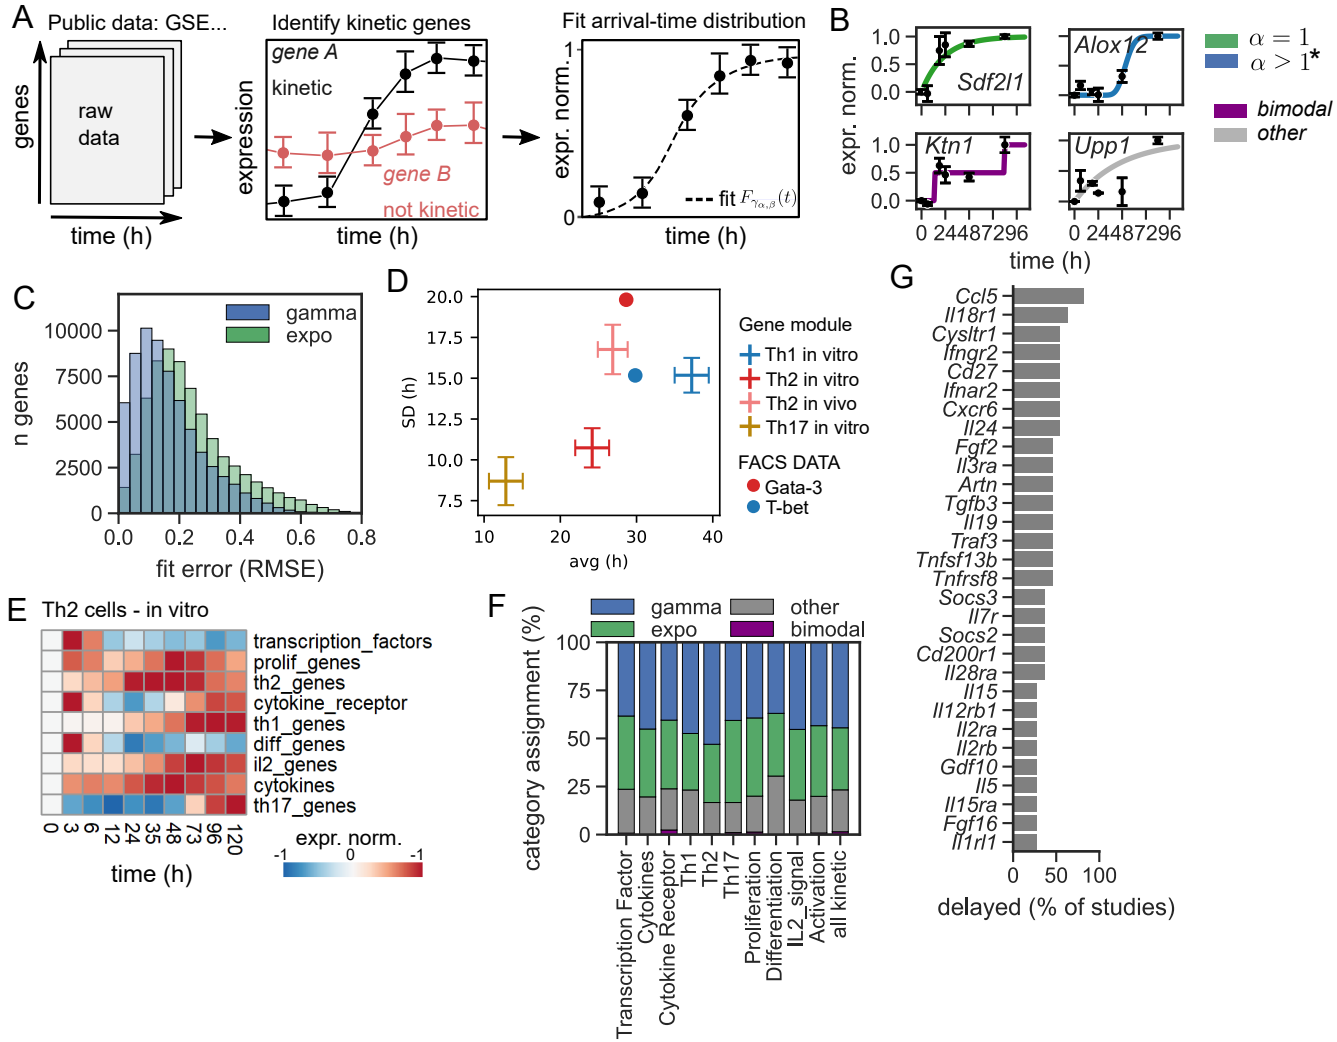 A
Public data: GSE...
Identify kinetic genes
Fit arrival-time distribution
genes
raw
data
time (h)
expression
gene A
kinetic
gene B
not kinetic
time (h)
expr. norm.
1
0
fit F_{γ_{α,β}}(t)
time (h)
B
expr. norm.
1.0
0.5
0.0
Sdf2l1
Alox12
1.0
0.5
0.0
Ktn1
Upp1
0 24487296
0 24487296
time (h)
α = 1
α > 1*
bimodal
other
C
n genes
10000
7500
5000
2500
0
gamma
expo
0.0 0.2 0.4 0.6 0.8
fit error (RMSE)
D
SD (h)
20.0
17.5
15.0
12.5
10.0
7.5
10 20 30 40
avg (h)
Gene module
Th1 in vitro
Th2 in vitro
Th2 in vivo
Th17 in vitro
FACS DATA
Gata-3
T-bet
E
Th2 cells - in vitro
transcription_factors
prolif_genes
th2_genes
cytokine_receptor
th1_genes
diff_genes
il2_genes
cytokines
th17_genes
0 3 6 12 24 35 48 73 96 120
time (h)
expr. norm.
-1 0 -1
F
category assignment (%)
gamma
expo
other
bimodal
100
75
50
25
0
Transcription Factor
Cytokines
Cytokine Receptor
Th1
Th2
Th17
Proliferation
Differentiation
IL2_signal
Activation
all kinetic
G
Ccl5
Il18r1
Cysltr1
Ifngr2
Cd27
Ifnar2
Cxcr6
Il24
Fgf2
Il3ra
Artn
Tgfb3
Il19
Traf3
Tnfsf13b
Tnfrsf8
Socs3
Il7r
Socs2
Cd200r1
Il28ra
Il15
Il12rb1
Il2ra
Il2rb
Gdf10
Il5
Il15ra
Fgf16
Il1rl1
0 50 100
delayed (% of studies)